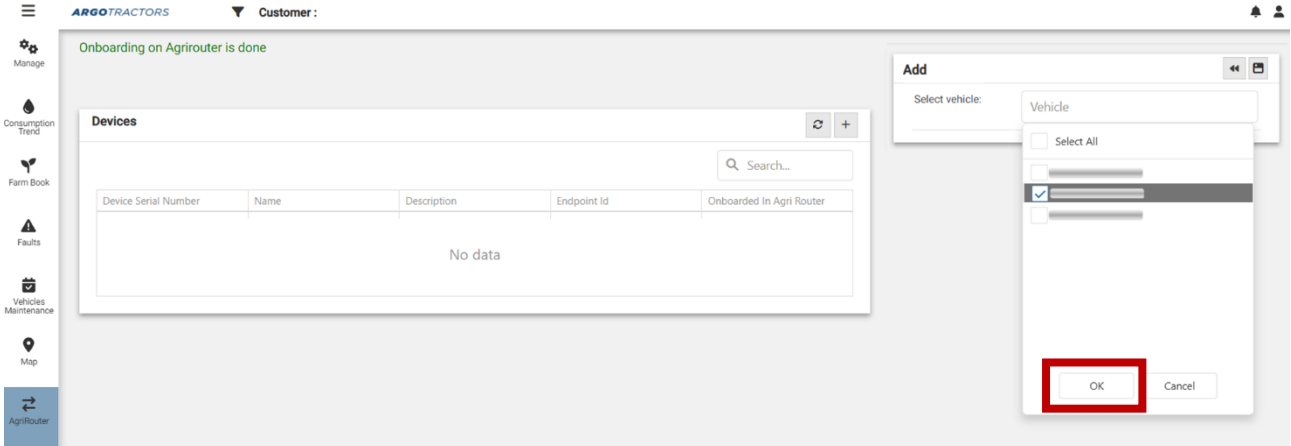 ARGOTRACTORS
Customer :
Manage
Consumption
Trend
Farm Book
Faults
Vehicles
Maintenance
Map
AgriRouter
Onboarding on Agrirouter is done
Devices
Search...
Device Serial Number Name Description Endpoint Id Onboarded In Agri Router
No data
Add
Select vehicle:
Vehicle
Select All
OK Cancel